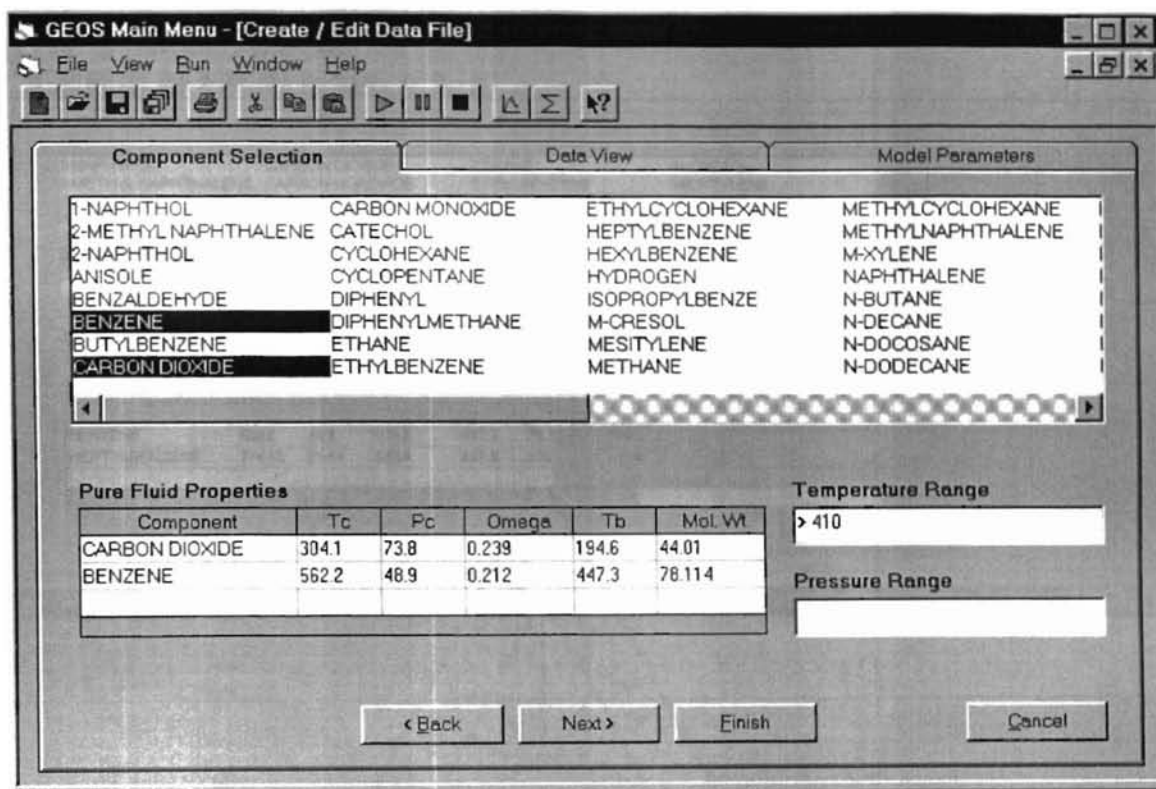 GEOS Main Menu - [Create / Edit Data File]
File View Run Window Help
Component Selection Data View Model Parameters
1-NAPHTHOL CARBON MONOXIDE ETHYLCYCLOHEXANE METHYLCYCLOHEXANE
2-METHYL NAPHTHALENE CATECHOL HEPTYLBENZENE METHYLNAPHTHALENE
2-NAPHTHOL CYCLOHEXANE HEXYLBENZENE M-XYLENE
ANISOLE CYCLOPENTANE HYDROGEN NAPHTHALENE
BENZALDEHYDE DIPHENYL ISOPROPYLBENZE N-BUTANE
BENZENE DIPHENYLMETHANE M-CRESOL N-DECANE
BUTYLBENZENE ETHANE MESITYLENE N-DOCOSANE
CARBON DIOXIDE ETHYLBENZENE METHANE N-DODECANE
Pure Fluid Properties
Component Tc Pc Omega Tb Mol. Wt
CARBON DIOXIDE 304.1 73.8 0.239 194.6 44.01
BENZENE 562.2 48.9 0.212 447.3 78.114
Temperature Range
> 410
Pressure Range
< Back Next > Finish Cancel